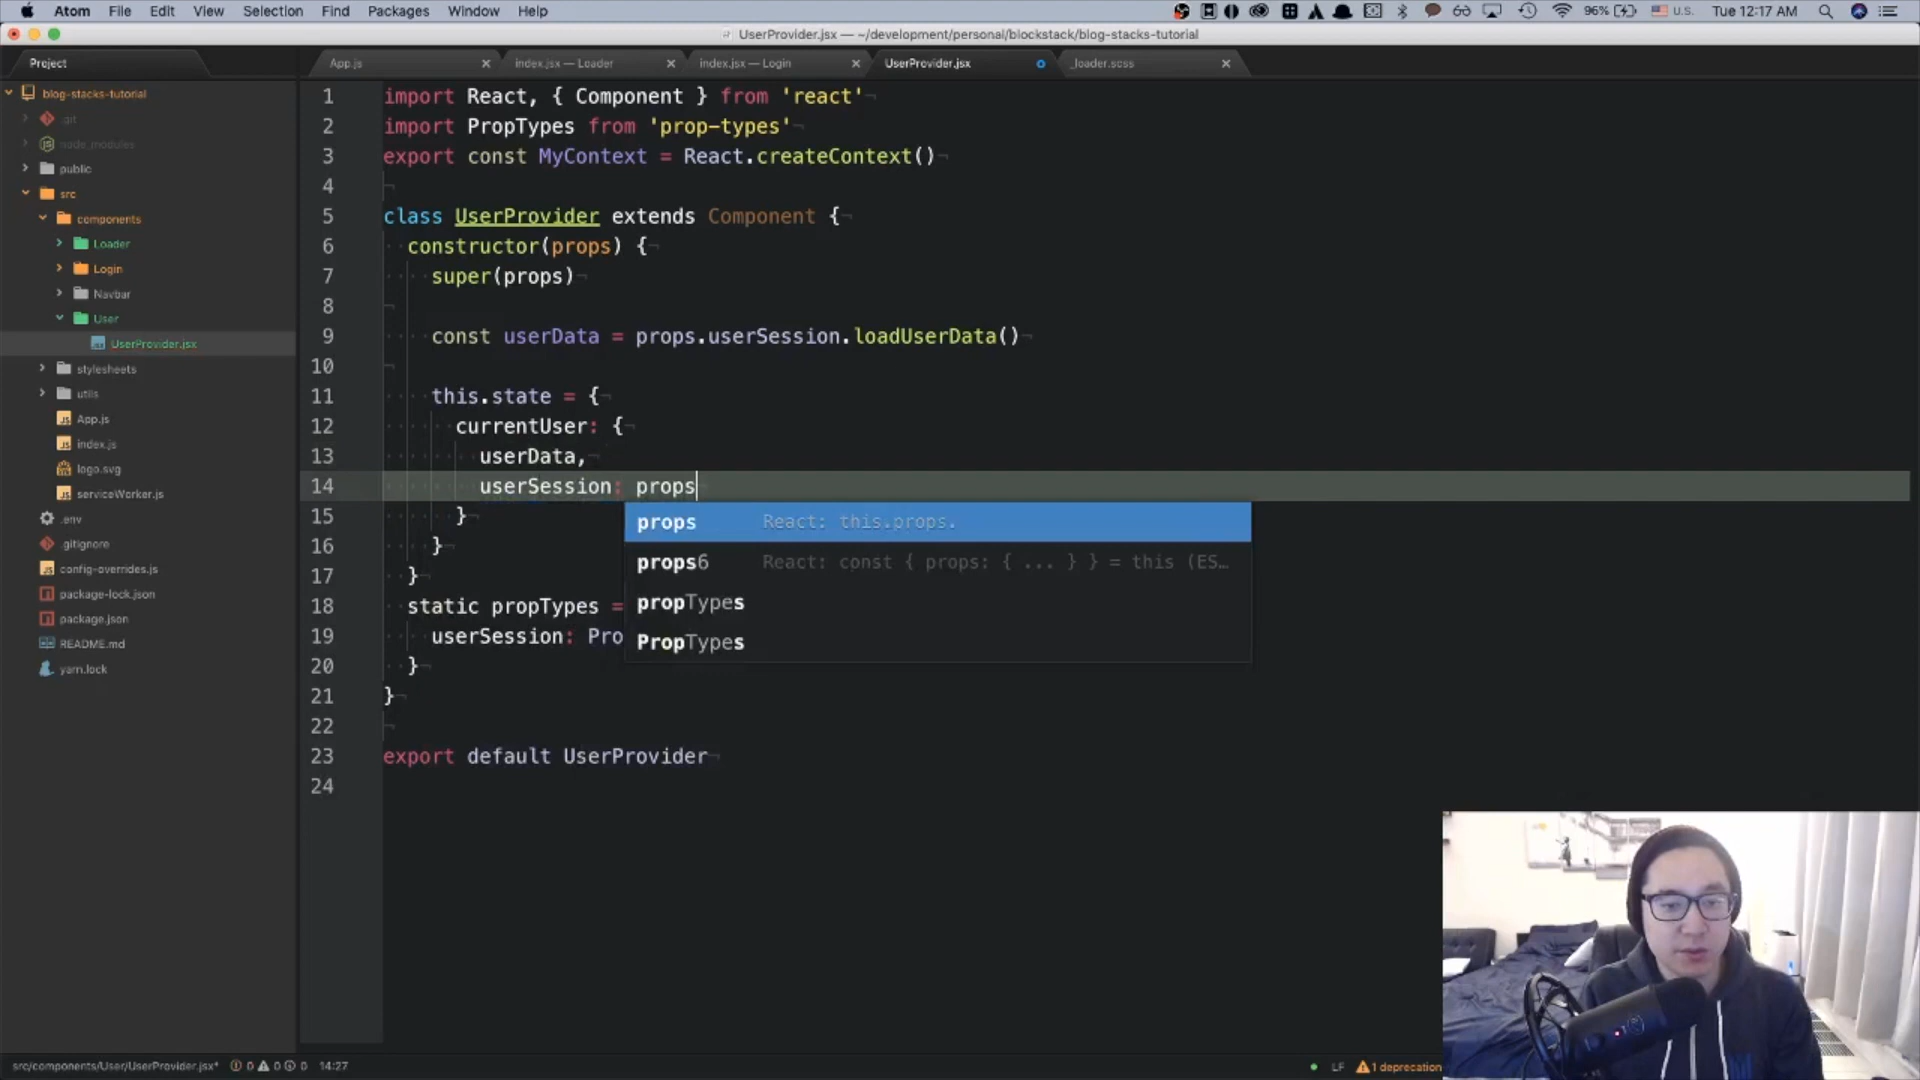 Atom File Edit View Selection Find Packages Window Help 96% U.S. Tue 12:17 AM
UserProvider.jsx — ~/development/personal/blockstack/blog-stacks-tutorial
Project
App.js index.jsx — Loader index.jsx — Login UserProvider.jsx _loader.scss
blog-stacks-tutorial
.git
node_modules
public
src
components
Loader
Login
Navbar
User
UserProvider.jsx
stylesheets
utils
App.js
index.js
logo.svg
serviceWorker.js
.env
.gitignore
config-overrides.js
package-lock.json
package.json
README.md
yarn.lock
1 import React, { Component } from 'react'
2 import PropTypes from 'prop-types'
3 export const MyContext = React.createContext()
4
5 class UserProvider extends Component {
6 constructor(props) {
7 super(props)
8
9 const userData = props.userSession.loadUserData()
10
11 this.state = {
12 currentUser: {
13 userData,
14 userSession: props
15 }
16 }
17 }
18 static propTypes =
19 userSession: Pro
20 }
21 }
22
23 export default UserProvider
24
props React: this.props.
props6 React: const { props: { ... } } = this (ES…
propTypes
PropTypes
src/components/User/UserProvider.jsx* 0 0 0 14:27 LF 1 deprecation